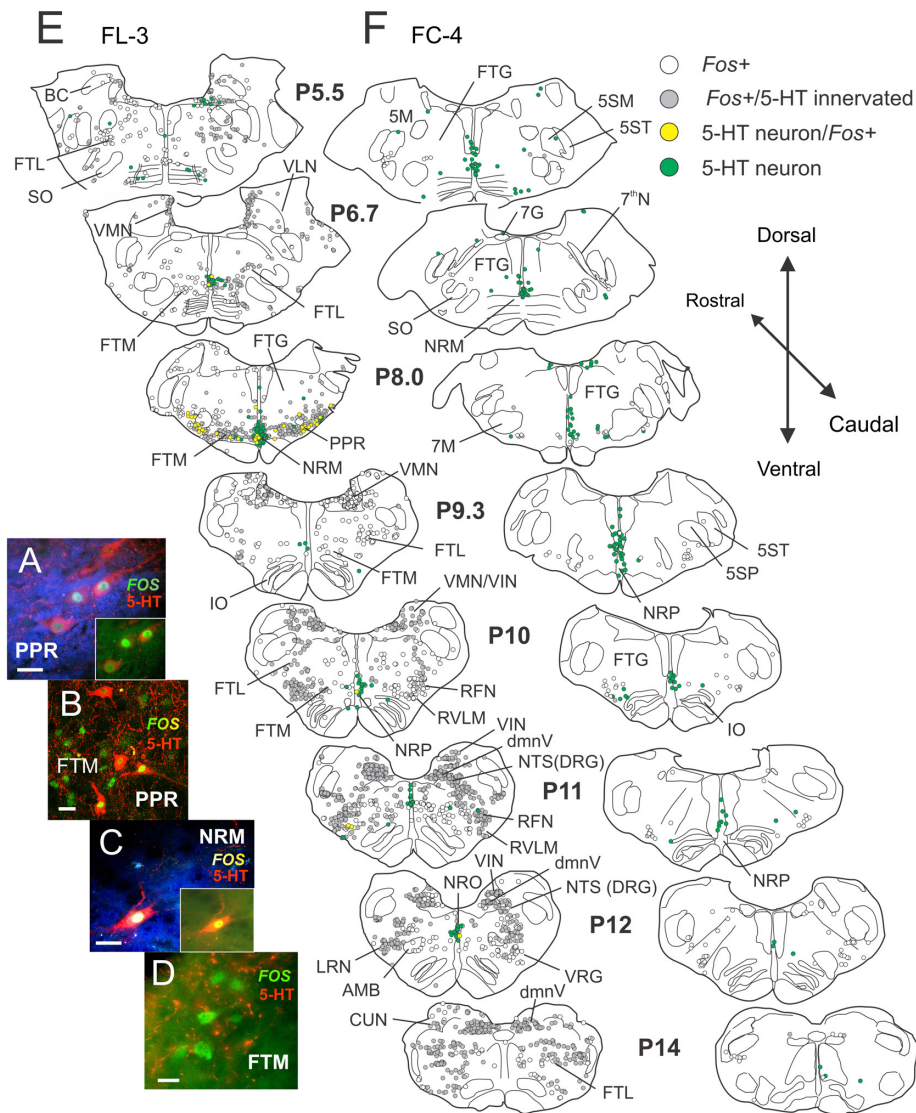 E
FL-3
F
FC-4
Fos+
Fos+/5-HT innervated
5-HT neuron/Fos+
5-HT neuron
P5.5
BC
FTL
SO
FTG
5M
5SM
5ST
P6.7
VLN
VMN
FTM
FTL
7G
7thN
FTG
SO
NRM
Dorsal
Rostral
Caudal
Ventral
P8.0
FTG
FTM
NRM
PPR
FTG
7M
P9.3
VMN
FTL
FTM
IO
5ST
5SP
NRP
A
FOS
5-HT
PPR
P10
VMN/VIN
FTL
FTM
RFN
RVLM
NRP
FTG
IO
B
FOS
5-HT
FTM
PPR
P11
VIN
dmnV
NTS(DRG)
RFN
RVLM
NRP
C
NRM
FOS
5-HT
P12
NRO
VIN
dmnV
NTS (DRG)
LRN
AMB
VRG
D
FOS
5-HT
FTM
P14
dmnV
CUN
FTL